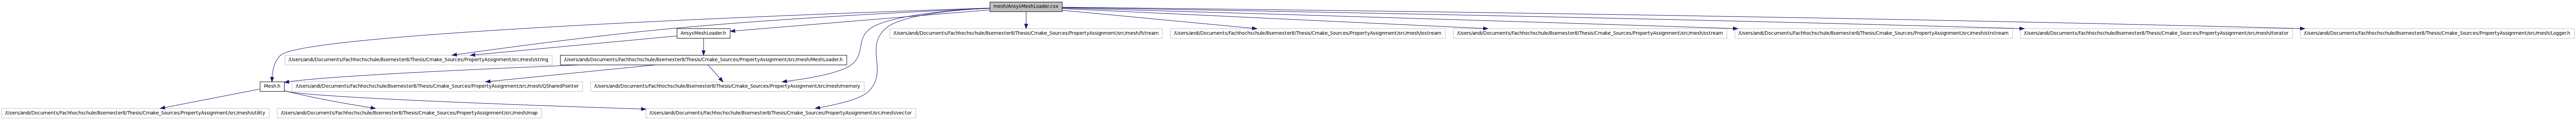 mesh/AnsysMeshLoader.cxx
AnsysMeshLoader.h
/Users/andi/Documents/Fachhochschule/8semester8/Thesis/Cmake_Sources/PropertyAssignment/src/mesh/fstream
/Users/andi/Documents/Fachhochschule/8semester8/Thesis/Cmake_Sources/PropertyAssignment/src/mesh/iostream
/Users/andi/Documents/Fachhochschule/8semester8/Thesis/Cmake_Sources/PropertyAssignment/src/mesh/sstream
/Users/andi/Documents/Fachhochschule/8semester8/Thesis/Cmake_Sources/PropertyAssignment/src/mesh/strstream
/Users/andi/Documents/Fachhochschule/8semester8/Thesis/Cmake_Sources/PropertyAssignment/src/mesh/iterator
/Users/andi/Documents/Fachhochschule/8semester8/Thesis/Cmake_Sources/PropertyAssignment/src/mesh/Logger.h
/Users/andi/Documents/Fachhochschule/8semester8/Thesis/Cmake_Sources/PropertyAssignment/src/mesh/string
/Users/andi/Documents/Fachhochschule/8semester8/Thesis/Cmake_Sources/PropertyAssignment/src/mesh/MeshLoader.h
Mesh.h
/Users/andi/Documents/Fachhochschule/8semester8/Thesis/Cmake_Sources/PropertyAssignment/src/mesh/QSharedPointer
/Users/andi/Documents/Fachhochschule/8semester8/Thesis/Cmake_Sources/PropertyAssignment/src/mesh/memory
/Users/andi/Documents/Fachhochschule/8semester8/Thesis/Cmake_Sources/PropertyAssignment/src/mesh/utility
/Users/andi/Documents/Fachhochschule/8semester8/Thesis/Cmake_Sources/PropertyAssignment/src/mesh/map
/Users/andi/Documents/Fachhochschule/8semester8/Thesis/Cmake_Sources/PropertyAssignment/src/mesh/vector